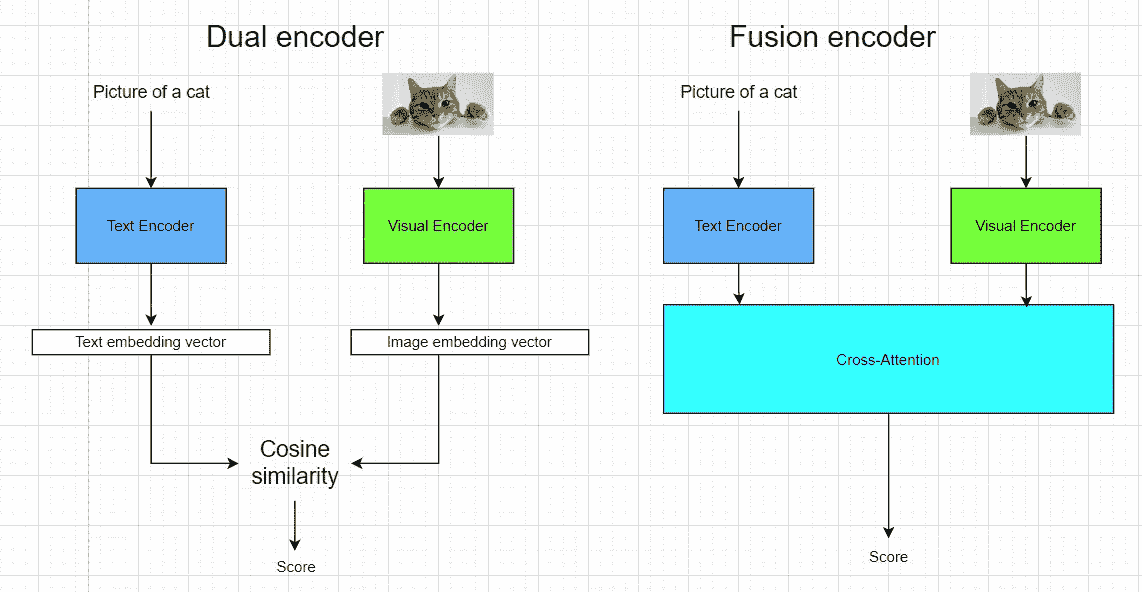 Dual encoder
Picture of a cat
Text Encoder
Visual Encoder
Text embedding vector
Image embedding vector
Cosine
similarity
Score
Fusion encoder
Picture of a cat
Text Encoder
Visual Encoder
Cross-Attention
Score